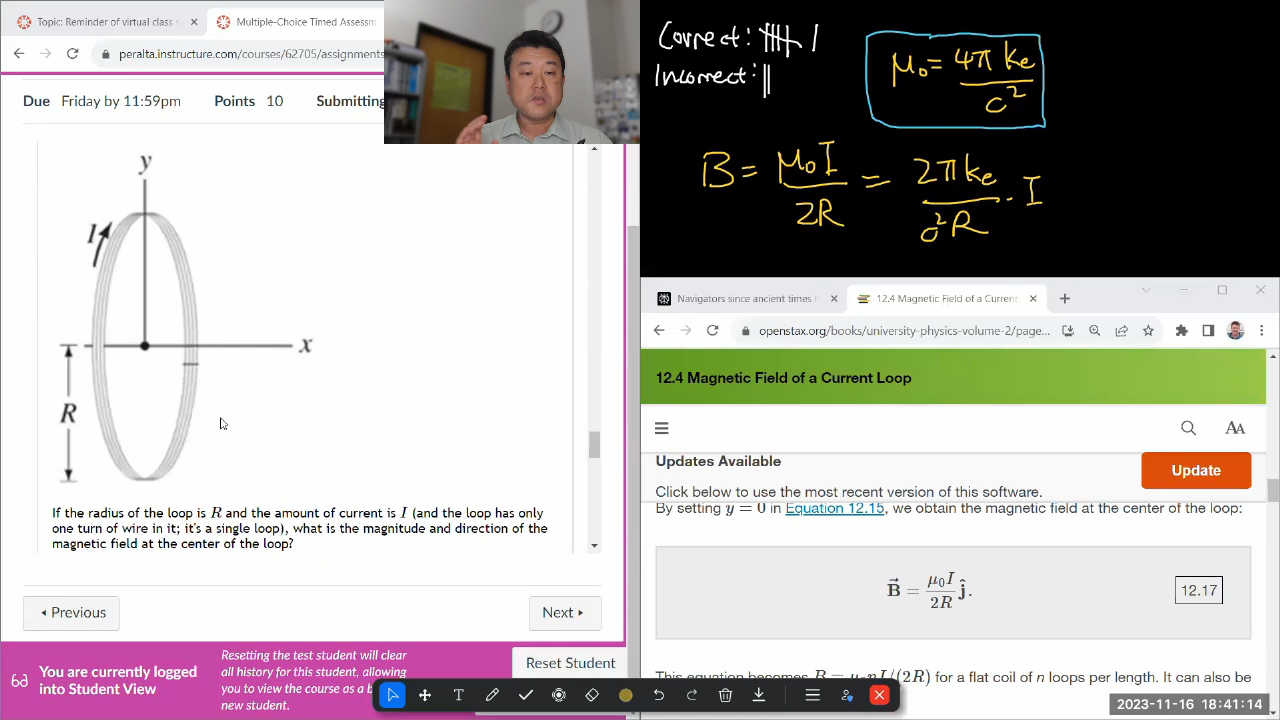 Topic: Reminder of virtual class s
Multiple-Choice Timed Assessm
peralta.instructure.com/courses/62705/assignments
Due Friday by 11:59pm Points 10 Submitting
y
I
x
R
If the radius of the loop is R and the amount of current is I (and the loop has only
one turn of wire in it; it's a single loop), what is the magnitude and direction of the
magnetic field at the center of the loop?
Previous
Next
You are currently logged
into Student View
Resetting the test student will clear
all history for this student, allowing
you to view the course as a b
new student.
Reset Student
Correct: |||| |
Incorrect: ||
μ₀ = 4π ke / c²
B = μ₀I / 2R = 2πke / c²R · I
Navigators since ancient times h
12.4 Magnetic Field of a Current
openstax.org/books/university-physics-volume-2/page...
12.4 Magnetic Field of a Current Loop
AA
Updates Available
Click below to use the most recent version of this software.
Update
By setting y = 0 in Equation 12.15, we obtain the magnetic field at the center of the loop:
B⃗ = μ₀I / 2R ĵ.
12.17
This equation becomes B = μ₀nI/(2R) for a flat coil of n loops per length. It can also be
T
2023-11-16 18:41:14